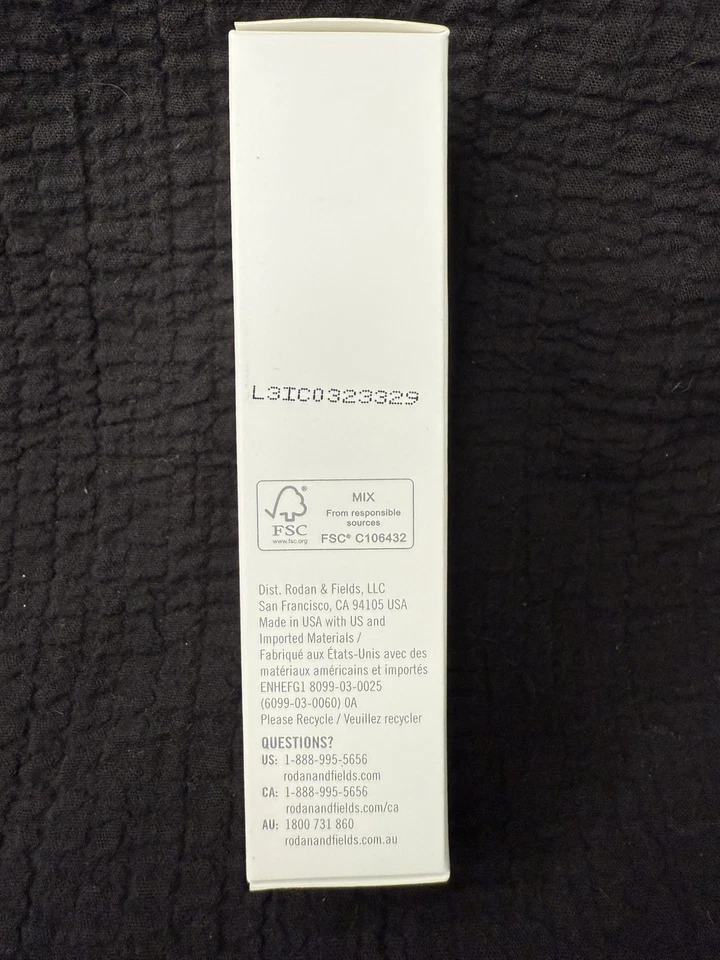 L3IC0323329
FSC®
www.fsc.org
MIX
From responsible
sources
FSC® C106432
Dist. Rodan & Fields, LLC
San Francisco, CA 94105 USA
Made in USA with US and
Imported Materials /
Fabriqué aux États-Unis avec des
matériaux américains et importés
ENHEFG1 8099-03-0025
(6099-03-0060) 0A
Please Recycle / Veuillez recycler
QUESTIONS?
US: 1-888-995-5656
rodanandfields.com
CA: 1-888-995-5656
rodanandfields.com/ca
AU: 1800 731 860
rodanandfields.com.au